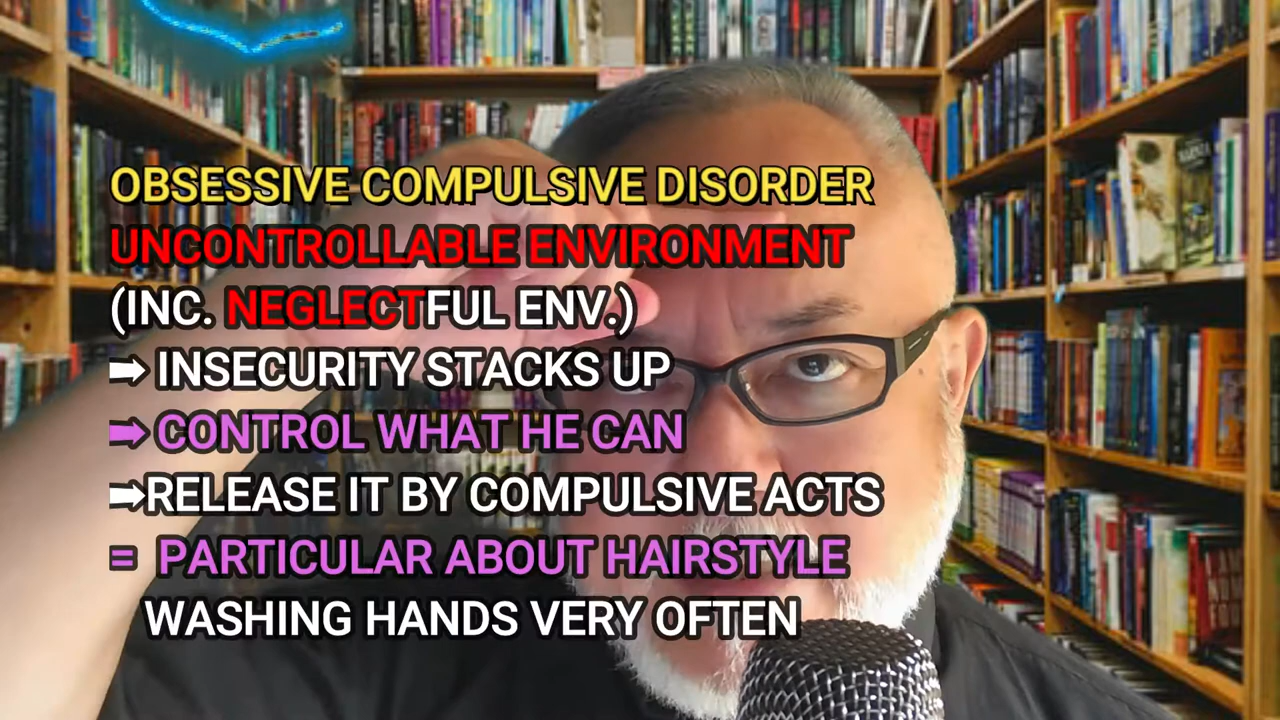 OBSESSIVE COMPULSIVE DISORDER
UNCONTROLLABLE ENVIRONMENT
(INC. NEGLECTFUL ENV.)
➡ INSECURITY STACKS UP
➡ CONTROL WHAT HE CAN
➡RELEASE IT BY COMPULSIVE ACTS
= PARTICULAR ABOUT HAIRSTYLE
WASHING HANDS VERY OFTEN